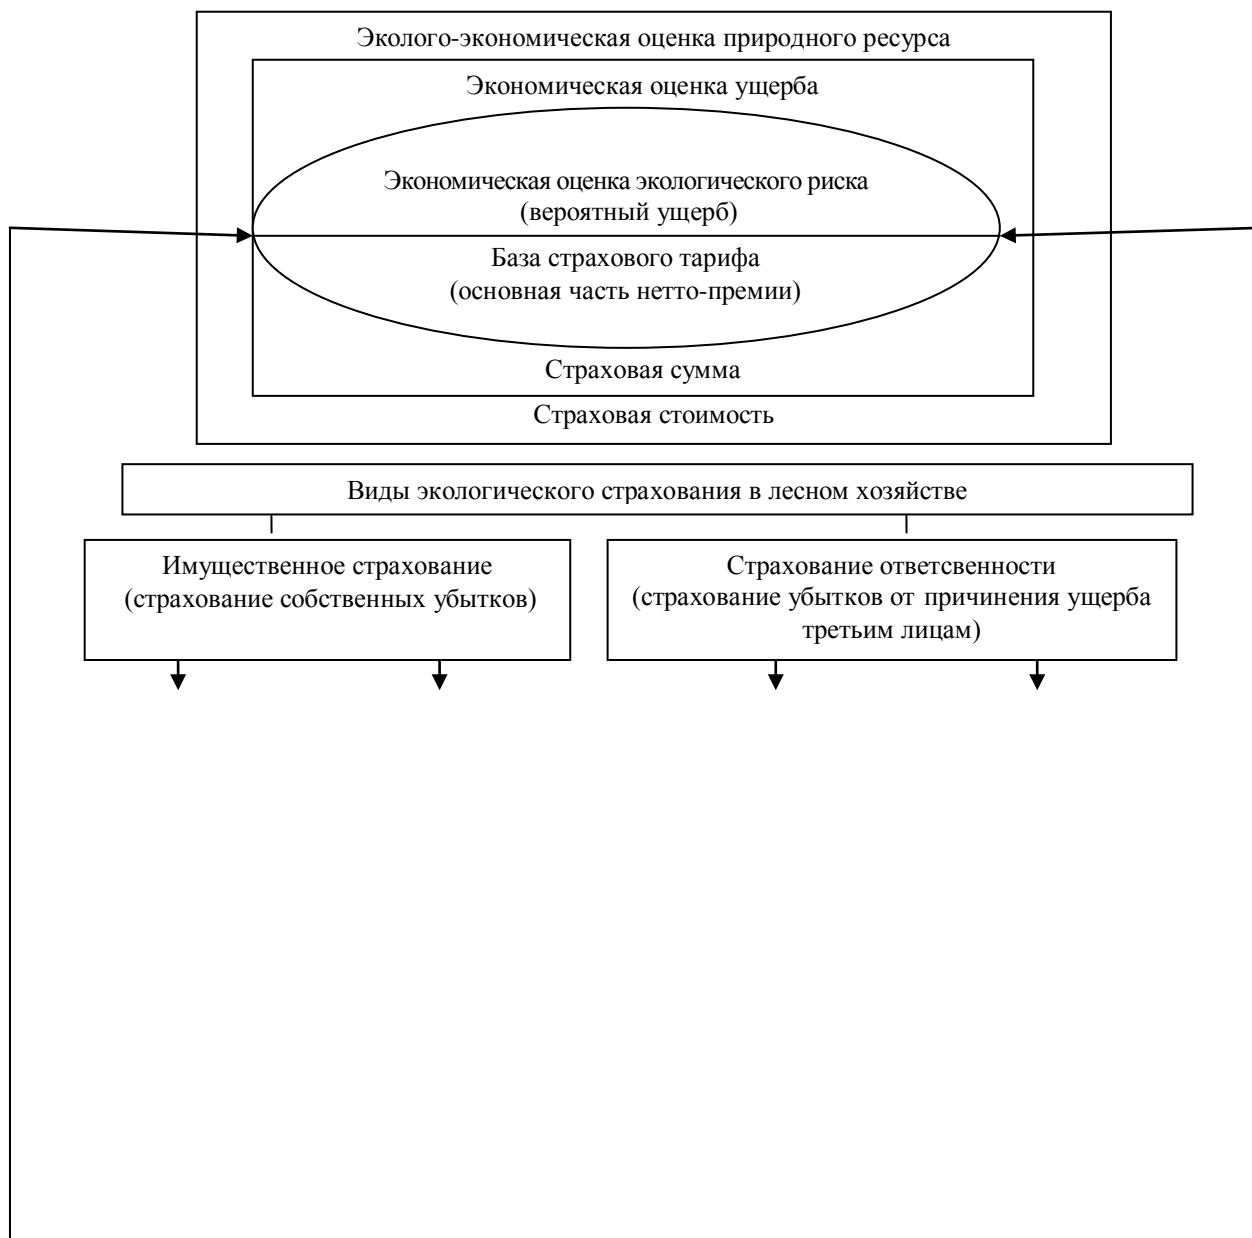 Эколого-экономическая оценка природного ресурса
Экономическая оценка ущерба
Экономическая оценка экологического риска
(вероятный ущерб)
База страхового тарифа
(основная часть нетто-премии)
Страховая сумма
Страховая стоимость
Виды экологического страхования в лесном хозяйстве
Имущественное страхование
(страхование собственных убытков)
Страхование ответсвенности
(страхование убытков от причинения ущерба
третьим лицам)